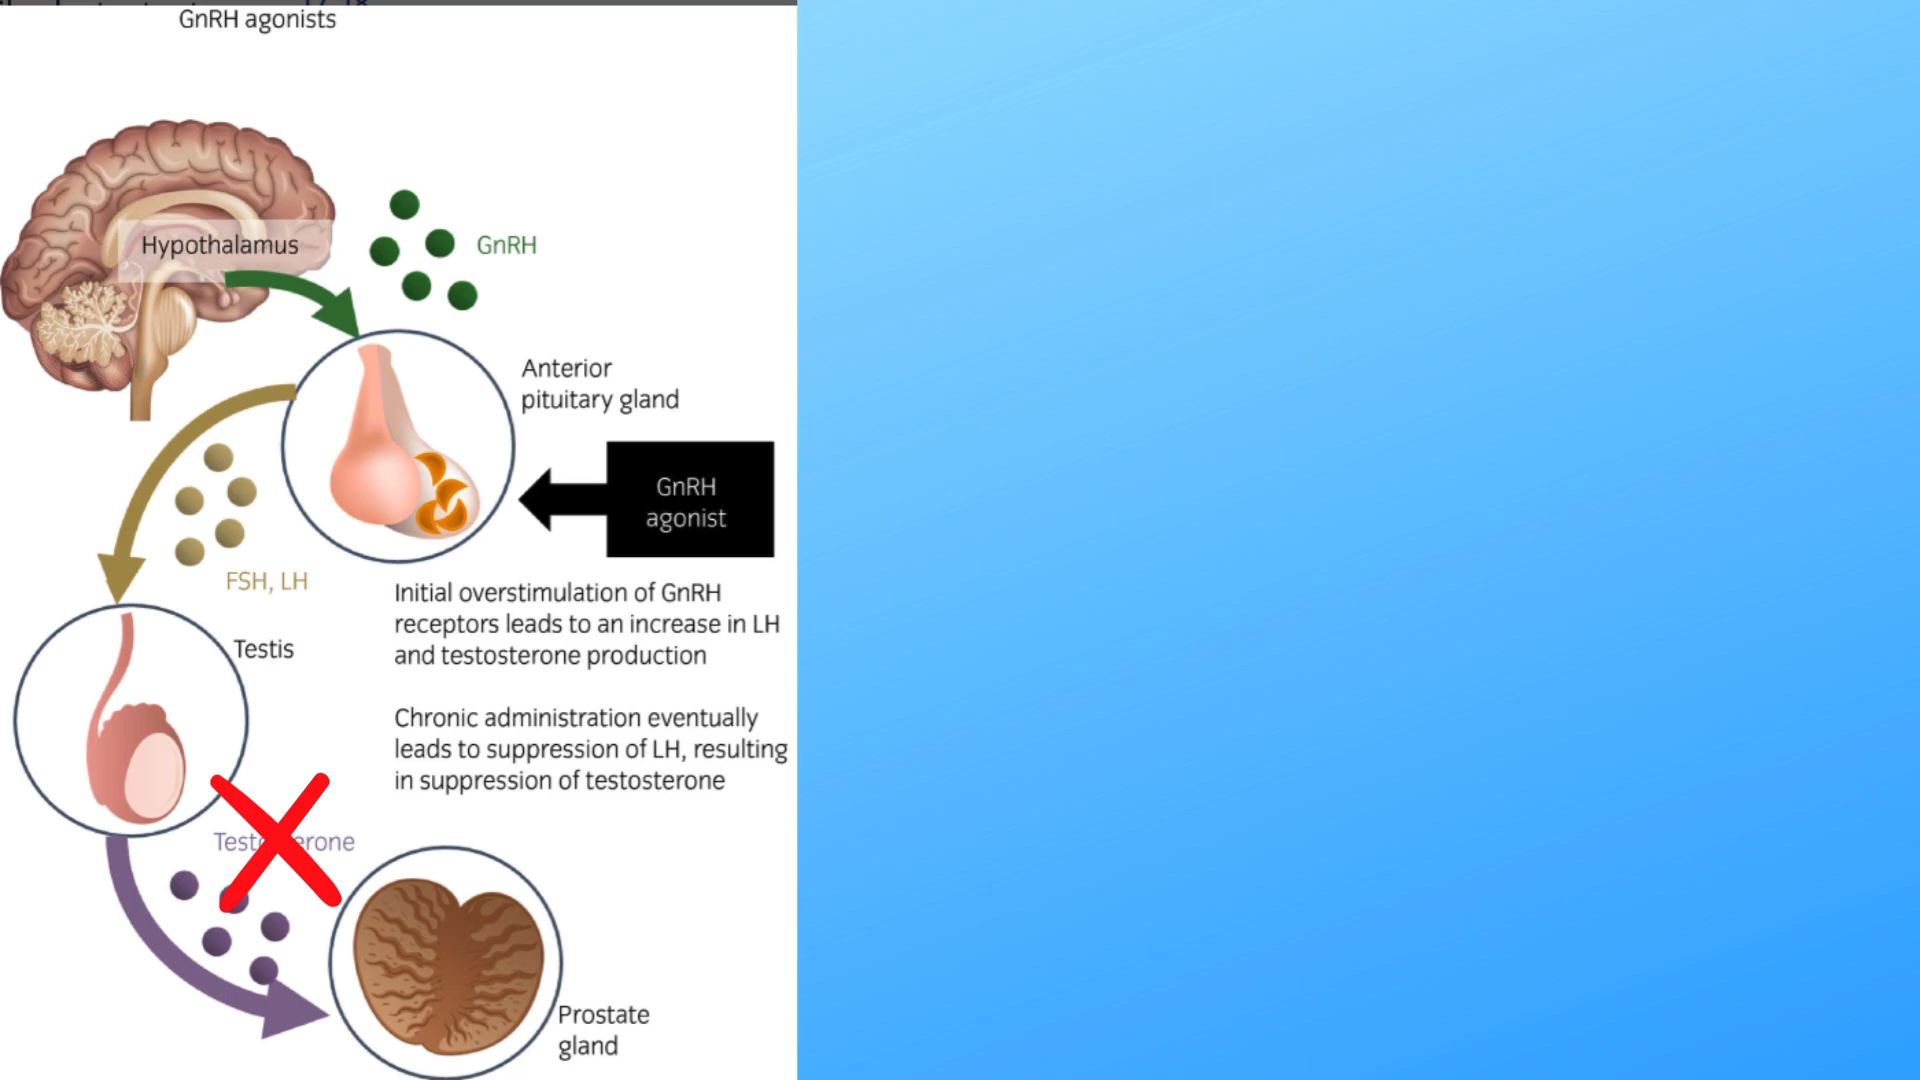 GnRH agonists
Hypothalamus
GnRH
Anterior
pituitary gland
GnRH
agonist
FSH, LH
Initial overstimulation of GnRH
receptors leads to an increase in LH
and testosterone production
Testis
Chronic administration eventually
leads to suppression of LH, resulting
in suppression of testosterone
Testosterone
Prostate
gland